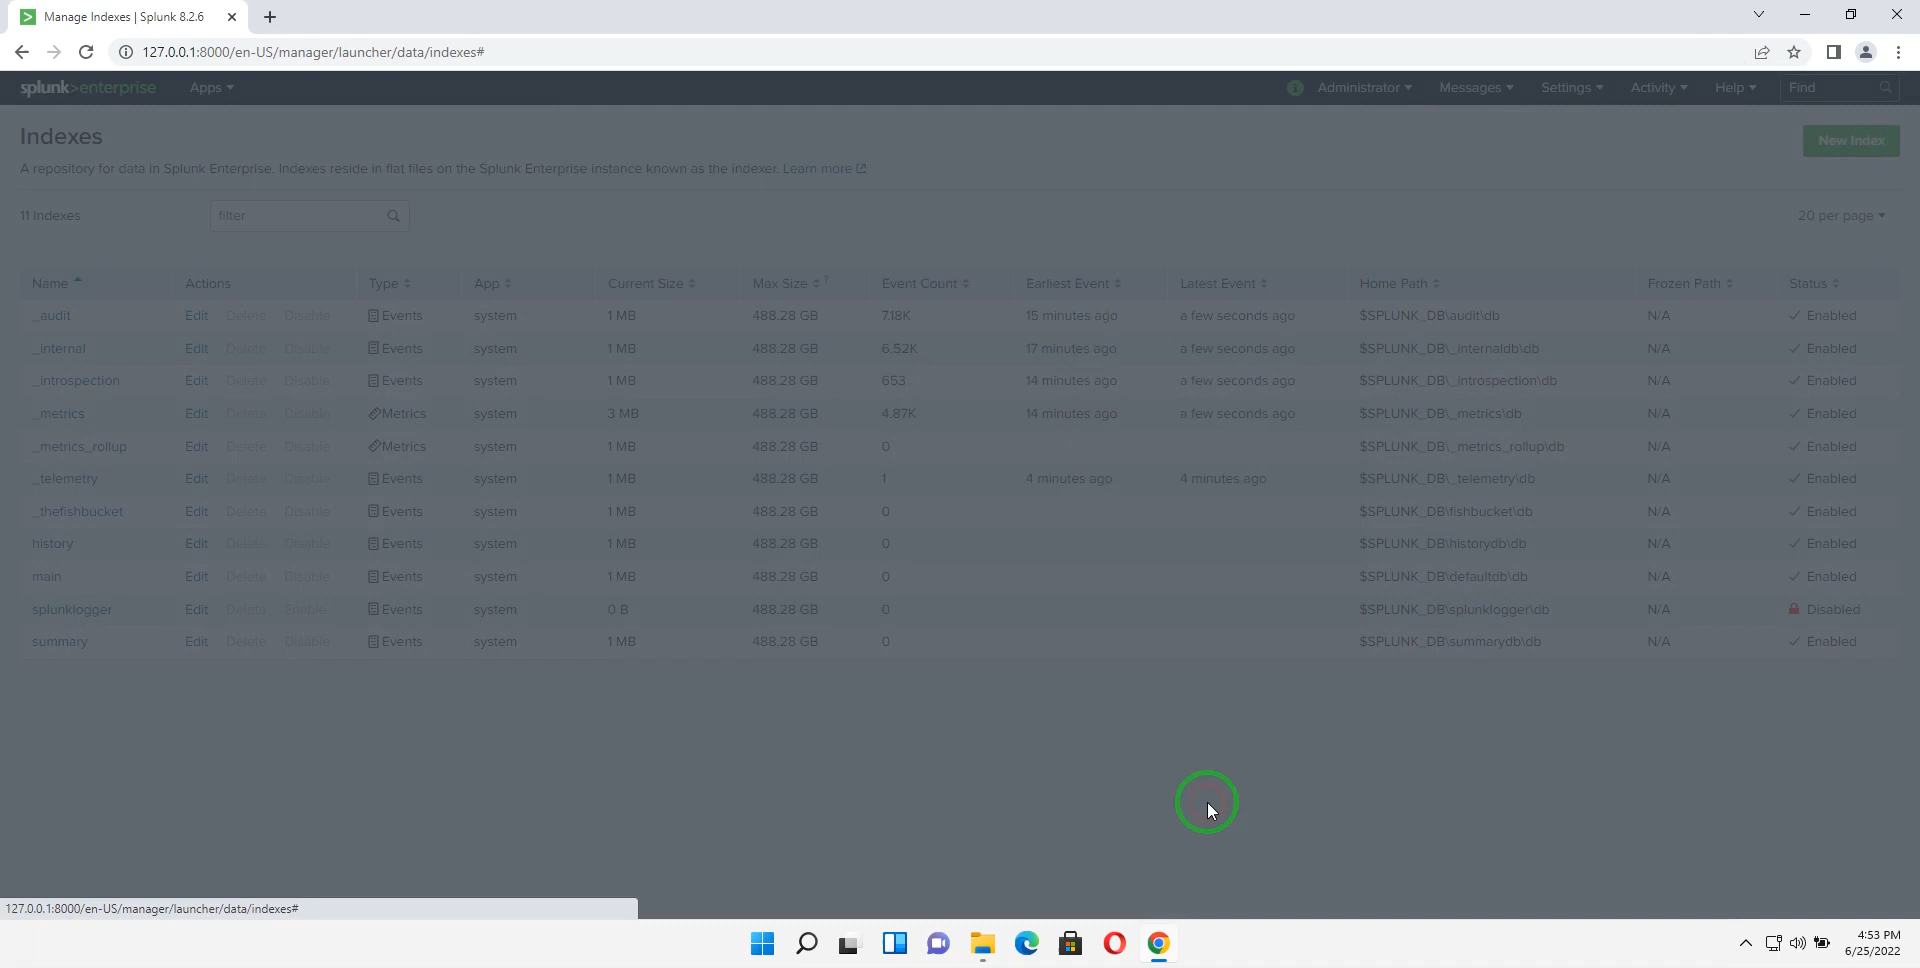 Manage Indexes | Splunk 8.2.6
127.0.0.1:8000/en-US/manager/launcher/data/indexes#
splunk>enterprise Apps Administrator Messages Settings Activity Help Find
Indexes
New Index
A repository for data in Splunk Enterprise. Indexes reside in flat files on the Splunk Enterprise instance known as the indexer. Learn more
11 Indexes filter 20 per page
Name Actions Type App Current Size Max Size ? Event Count Earliest Event Latest Event Home Path Frozen Path Status
_audit Edit Delete Disable Events system 1 MB 488.28 GB 7.18K 15 minutes ago a few seconds ago $SPLUNK_DB\audit\db N/A Enabled
_internal Edit Delete Disable Events system 1 MB 488.28 GB 6.52K 17 minutes ago a few seconds ago $SPLUNK_DB\_internaldb\db N/A Enabled
_introspection Edit Delete Disable Events system 1 MB 488.28 GB 653 14 minutes ago a few seconds ago $SPLUNK_DB\_introspection\db N/A Enabled
_metrics Edit Delete Disable Metrics system 3 MB 488.28 GB 4.87K 14 minutes ago a few seconds ago $SPLUNK_DB\_metrics\db N/A Enabled
_metrics_rollup Edit Delete Disable Metrics system 1 MB 488.28 GB 0 $SPLUNK_DB\_metrics_rollup\db N/A Enabled
_telemetry Edit Delete Disable Events system 1 MB 488.28 GB 1 4 minutes ago 4 minutes ago $SPLUNK_DB\_telemetry\db N/A Enabled
_thefishbucket Edit Delete Disable Events system 1 MB 488.28 GB 0 $SPLUNK_DB\fishbucket\db N/A Enabled
history Edit Delete Disable Events system 1 MB 488.28 GB 0 $SPLUNK_DB\historydb\db N/A Enabled
main Edit Delete Disable Events system 1 MB 488.28 GB 0 $SPLUNK_DB\defaultdb\db N/A Enabled
splunklogger Edit Delete Enable Events system 0 B 488.28 GB 0 $SPLUNK_DB\splunklogger\db N/A Disabled
summary Edit Delete Disable Events system 1 MB 488.28 GB 0 $SPLUNK_DB\summarydb\db N/A Enabled
127.0.0.1:8000/en-US/manager/launcher/data/indexes#
4:53 PM
6/25/2022